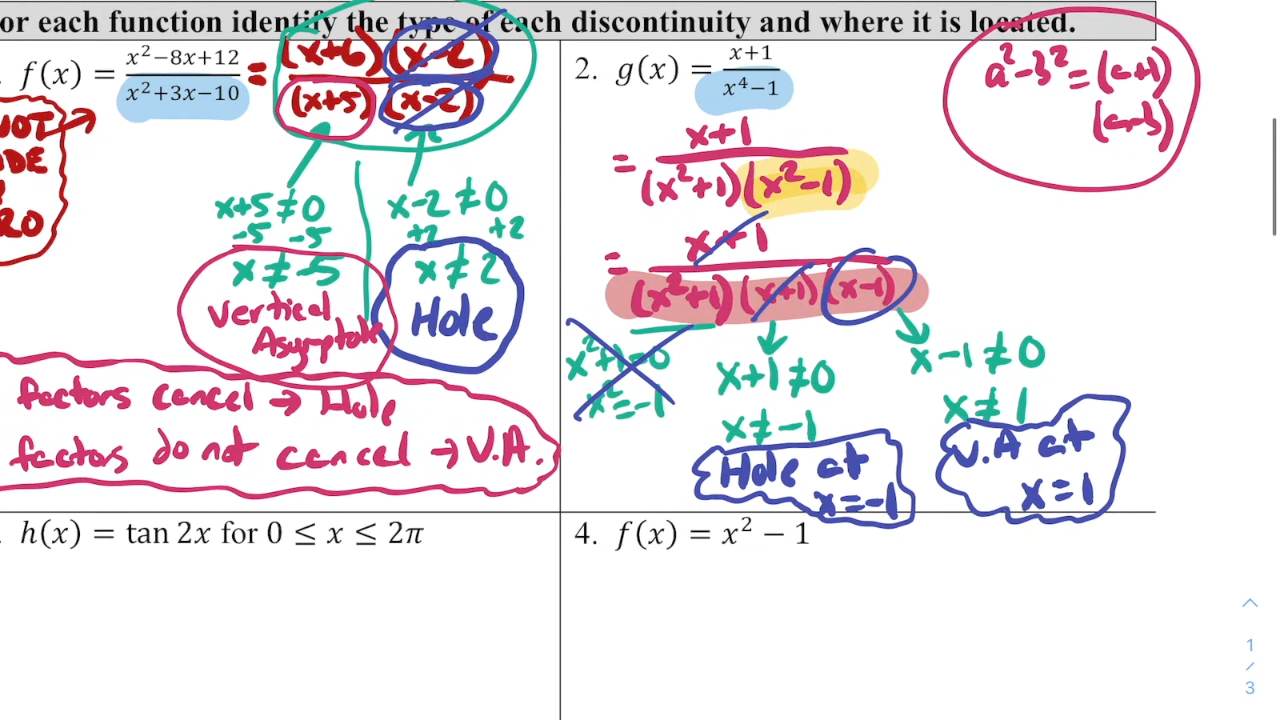 or each function identify the type of each discontinuity and where it is located.
. f(x) = x²−8x+12 / x²+3x−10 = (x+6)(x-2) / (x+5)(x-2)
NOT
DE
RO
x+5≠0
-5 -5
x ≠ -5
Vertical
Asymptote
x-2 ≠0
+2 +2
x ≠ 2
Hole
factors cancel → Hole
factors do not cancel → V.A.
2. g(x) = x+1 / x⁴−1
= x+1 / (x²+1)(x²-1)
= x+1 / (x²+1)(x+1)(x-1)
x²+1=0
x²=-1
x+1≠0
x≠-1
Hole at
x=-1
x-1≠0
x≠1
V.A at
x=1
a²-b²=(a+b)
(a-b)
. h(x) = tan 2x for 0 ≤ x ≤ 2π
4. f(x) = x² − 1
1
/
3